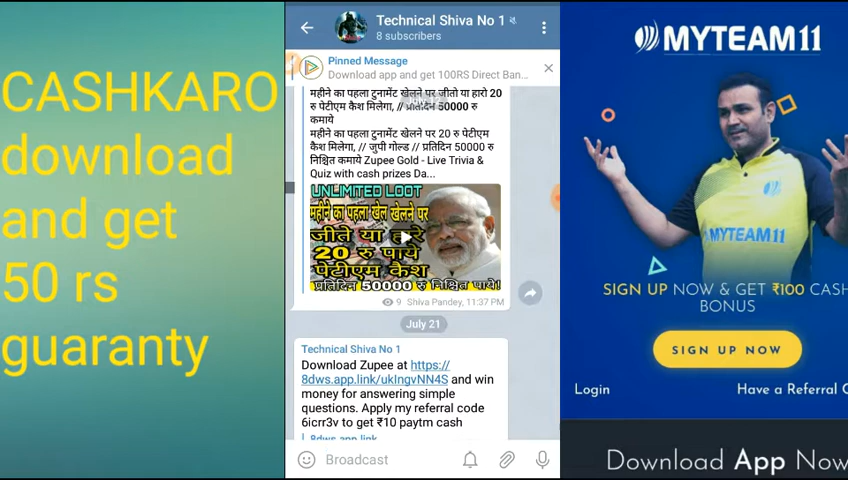 CASHKARO
download
and get
50 rs
guaranty
Technical Shiva No 1
8 subscribers
Pinned Message
Download app and get 100RS Direct Ban...
महीने का पहला टुनामेंट खेलने पर जीतो या हारो 20
रु पेटीएम कैश मिलेगा, // प्रतिदिन 50000 रु
कमाये
महीने का पहला टुनामेंट खेलने पर 20 रु पेटीएम
कैश मिलेगा, // जुपी गोल्ड // प्रतिदिन 50000 रु
निश्चित कमाये Zupee Gold - Live Trivia &
Quiz with cash prizes Da...
UNLIMITED LOOT
महीने का पहला खेल खेलने पर
जीते या हारे
20 रु पाये
पेटीएम कैश
प्रतिदिन 50000 रु निश्चित पाये!
9 Shiva Pandey, 11:37 PM
July 21
Technical Shiva No 1
Download Zupee at https://
8dws.app.link/ukIngvNN4S and win
money for answering simple
questions. Apply my referral code
6icrr3v to get ₹10 paytm cash
8dws.app.link
Broadcast
MYTEAM11
MYTEAM11
SIGN UP NOW & GET ₹100 CASH
BONUS
SIGN UP NOW
Login
Have a Referral C
Download App Now